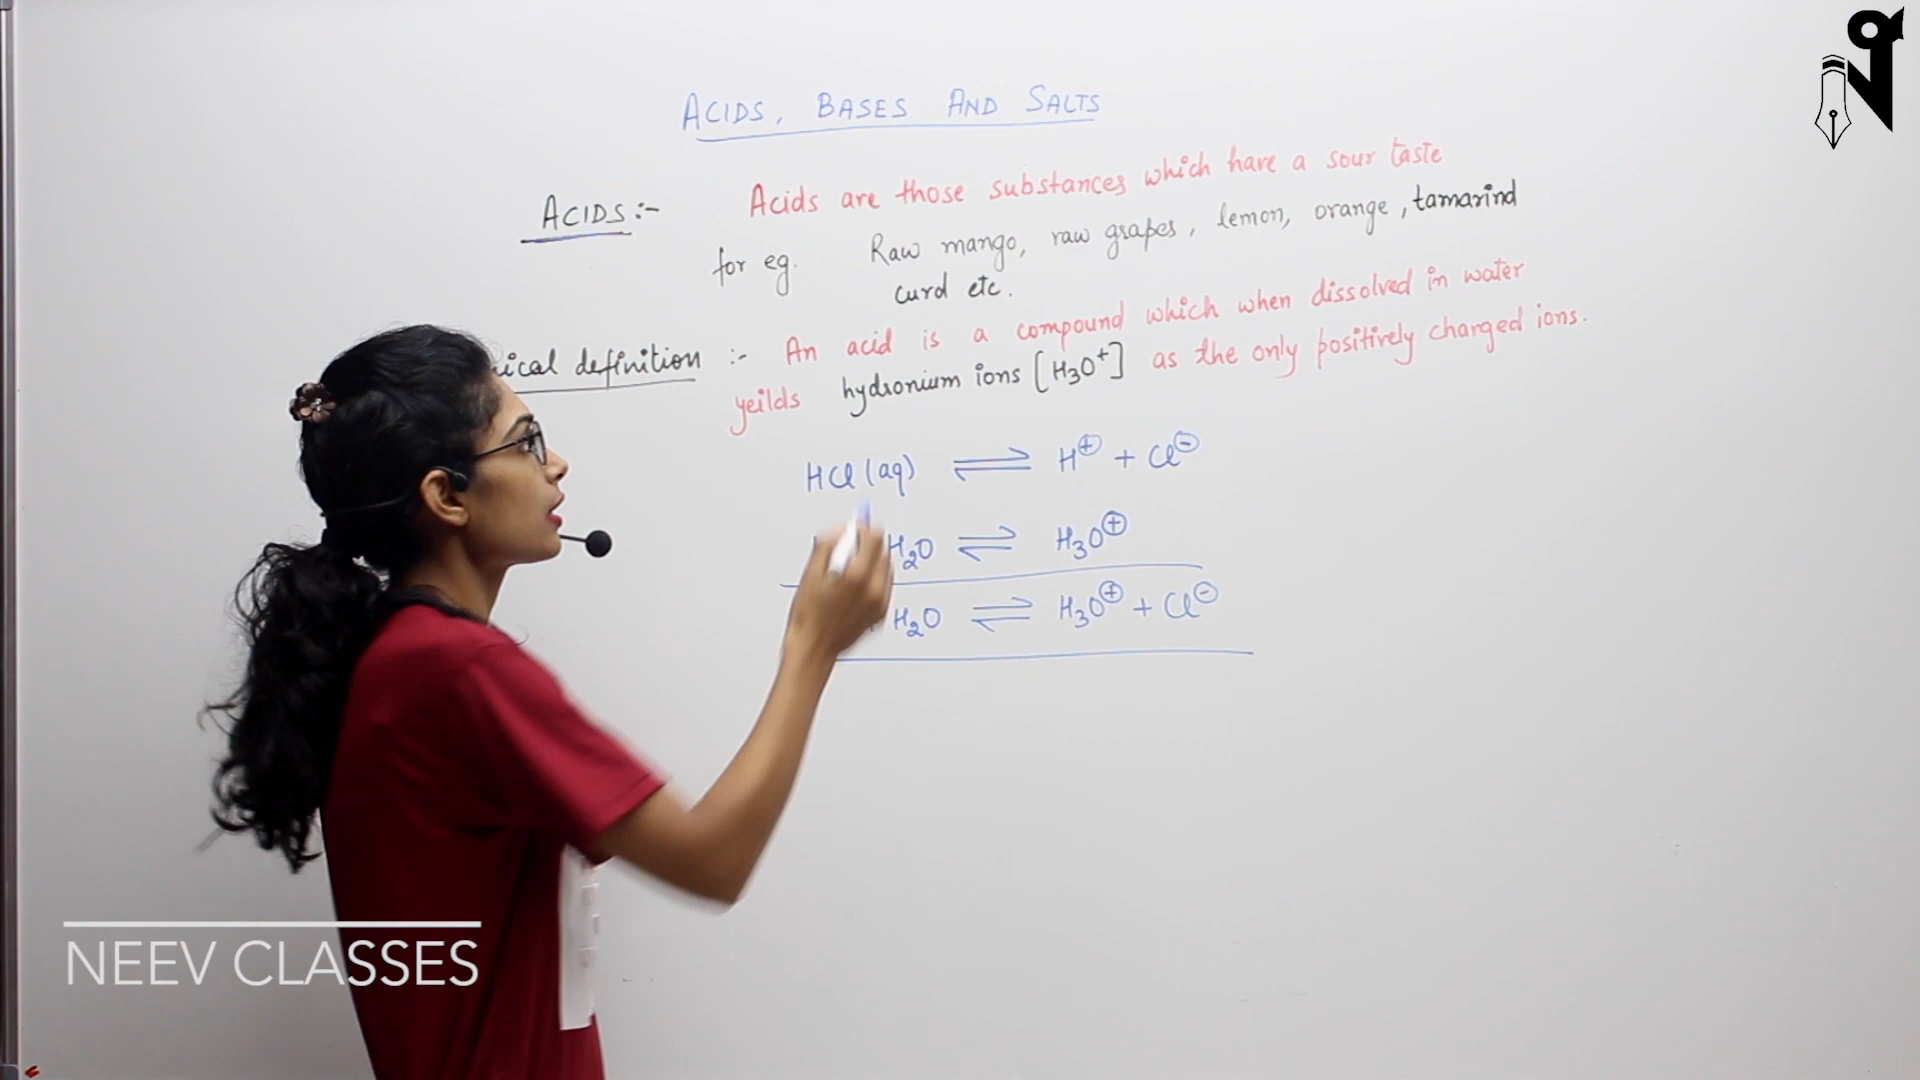 ACIDS, BASES AND SALTS
ACIDS:- Acids are those substances which have a sour taste
for eg. Raw mango, raw grapes, lemon, orange, tamarind
curd etc.
definition :- An acid is a compound which when dissolved in water
yeilds hydronium ions [H3O+] as the only positively charged ions.
HCl (aq) ⇌ H⊕ + Cl⊖
H2O ⇌ H3O⊕
H2O ⇌ H3O⊕ + Cl⊖
NEEV CLASSES